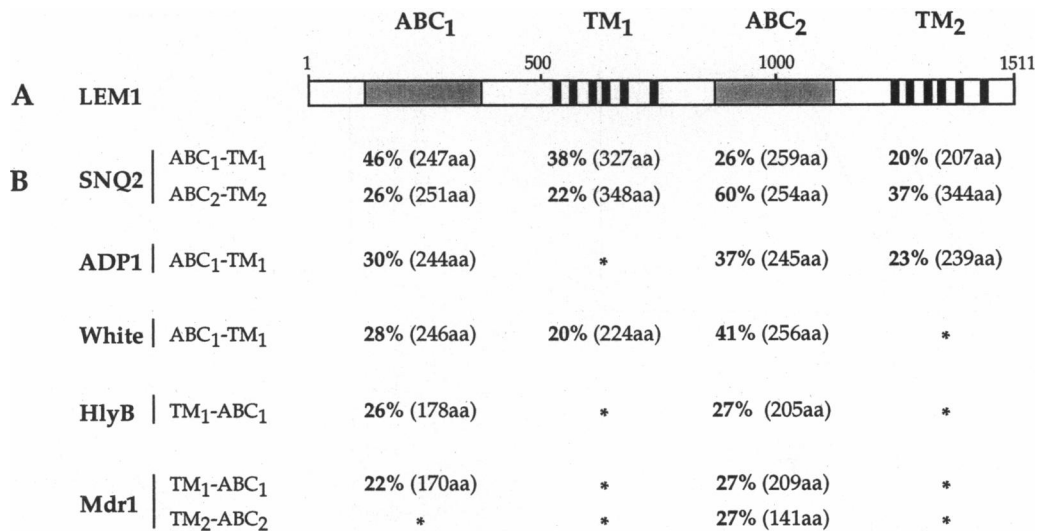 ABC1 TM1 ABC2 TM2
1 500 1000 1511
A LEM1
B SNQ2 ABC1-TM1 46% (247aa) 38% (327aa) 26% (259aa) 20% (207aa)
ABC2-TM2 26% (251aa) 22% (348aa) 60% (254aa) 37% (344aa)
ADP1 ABC1-TM1 30% (244aa) * 37% (245aa) 23% (239aa)
White ABC1-TM1 28% (246aa) 20% (224aa) 41% (256aa) *
HlyB TM1-ABC1 26% (178aa) * 27% (205aa) *
Mdr1 TM1-ABC1 22% (170aa) * 27% (209aa) *
TM2-ABC2 * * 27% (141aa) *